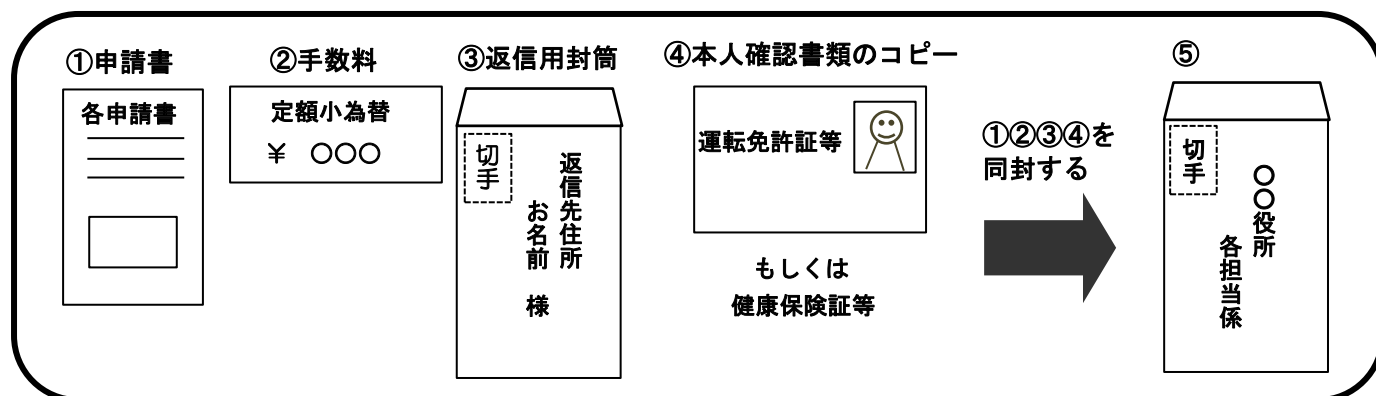 ①申請書
各申請書
②手数料
定額小為替
¥ ○○○
③返信用封筒
切手
返信先住所
お名前 様
④本人確認書類のコピー
運転免許証等
もしくは
健康保険証等
①②③④を
同封する
⑤
切手
○○役所
各担当係